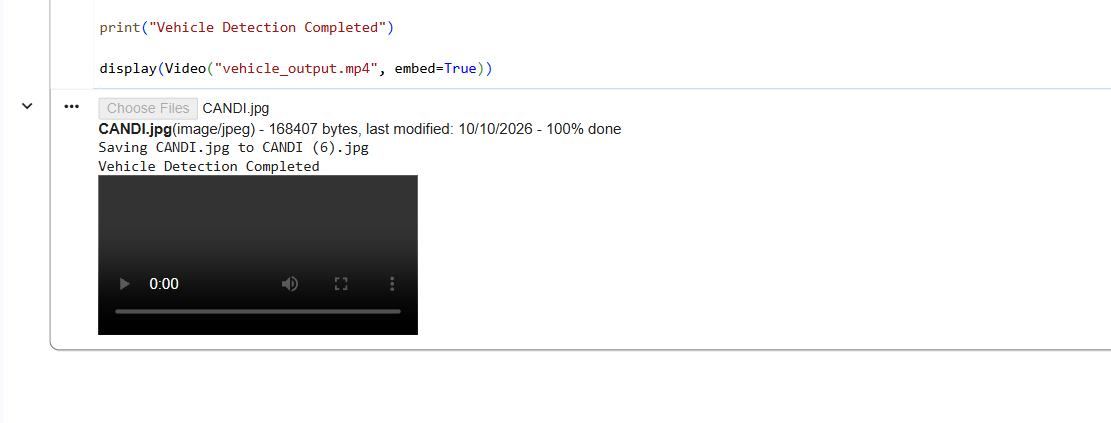 print("Vehicle Detection Completed")
display(Video("vehicle_output.mp4", embed=True))
Choose Files CANDI.jpg
CANDI.jpg(image/jpeg) - 168407 bytes, last modified: 10/10/2026 - 100% done
Saving CANDI.jpg to CANDI (6).jpg
Vehicle Detection Completed
0:00